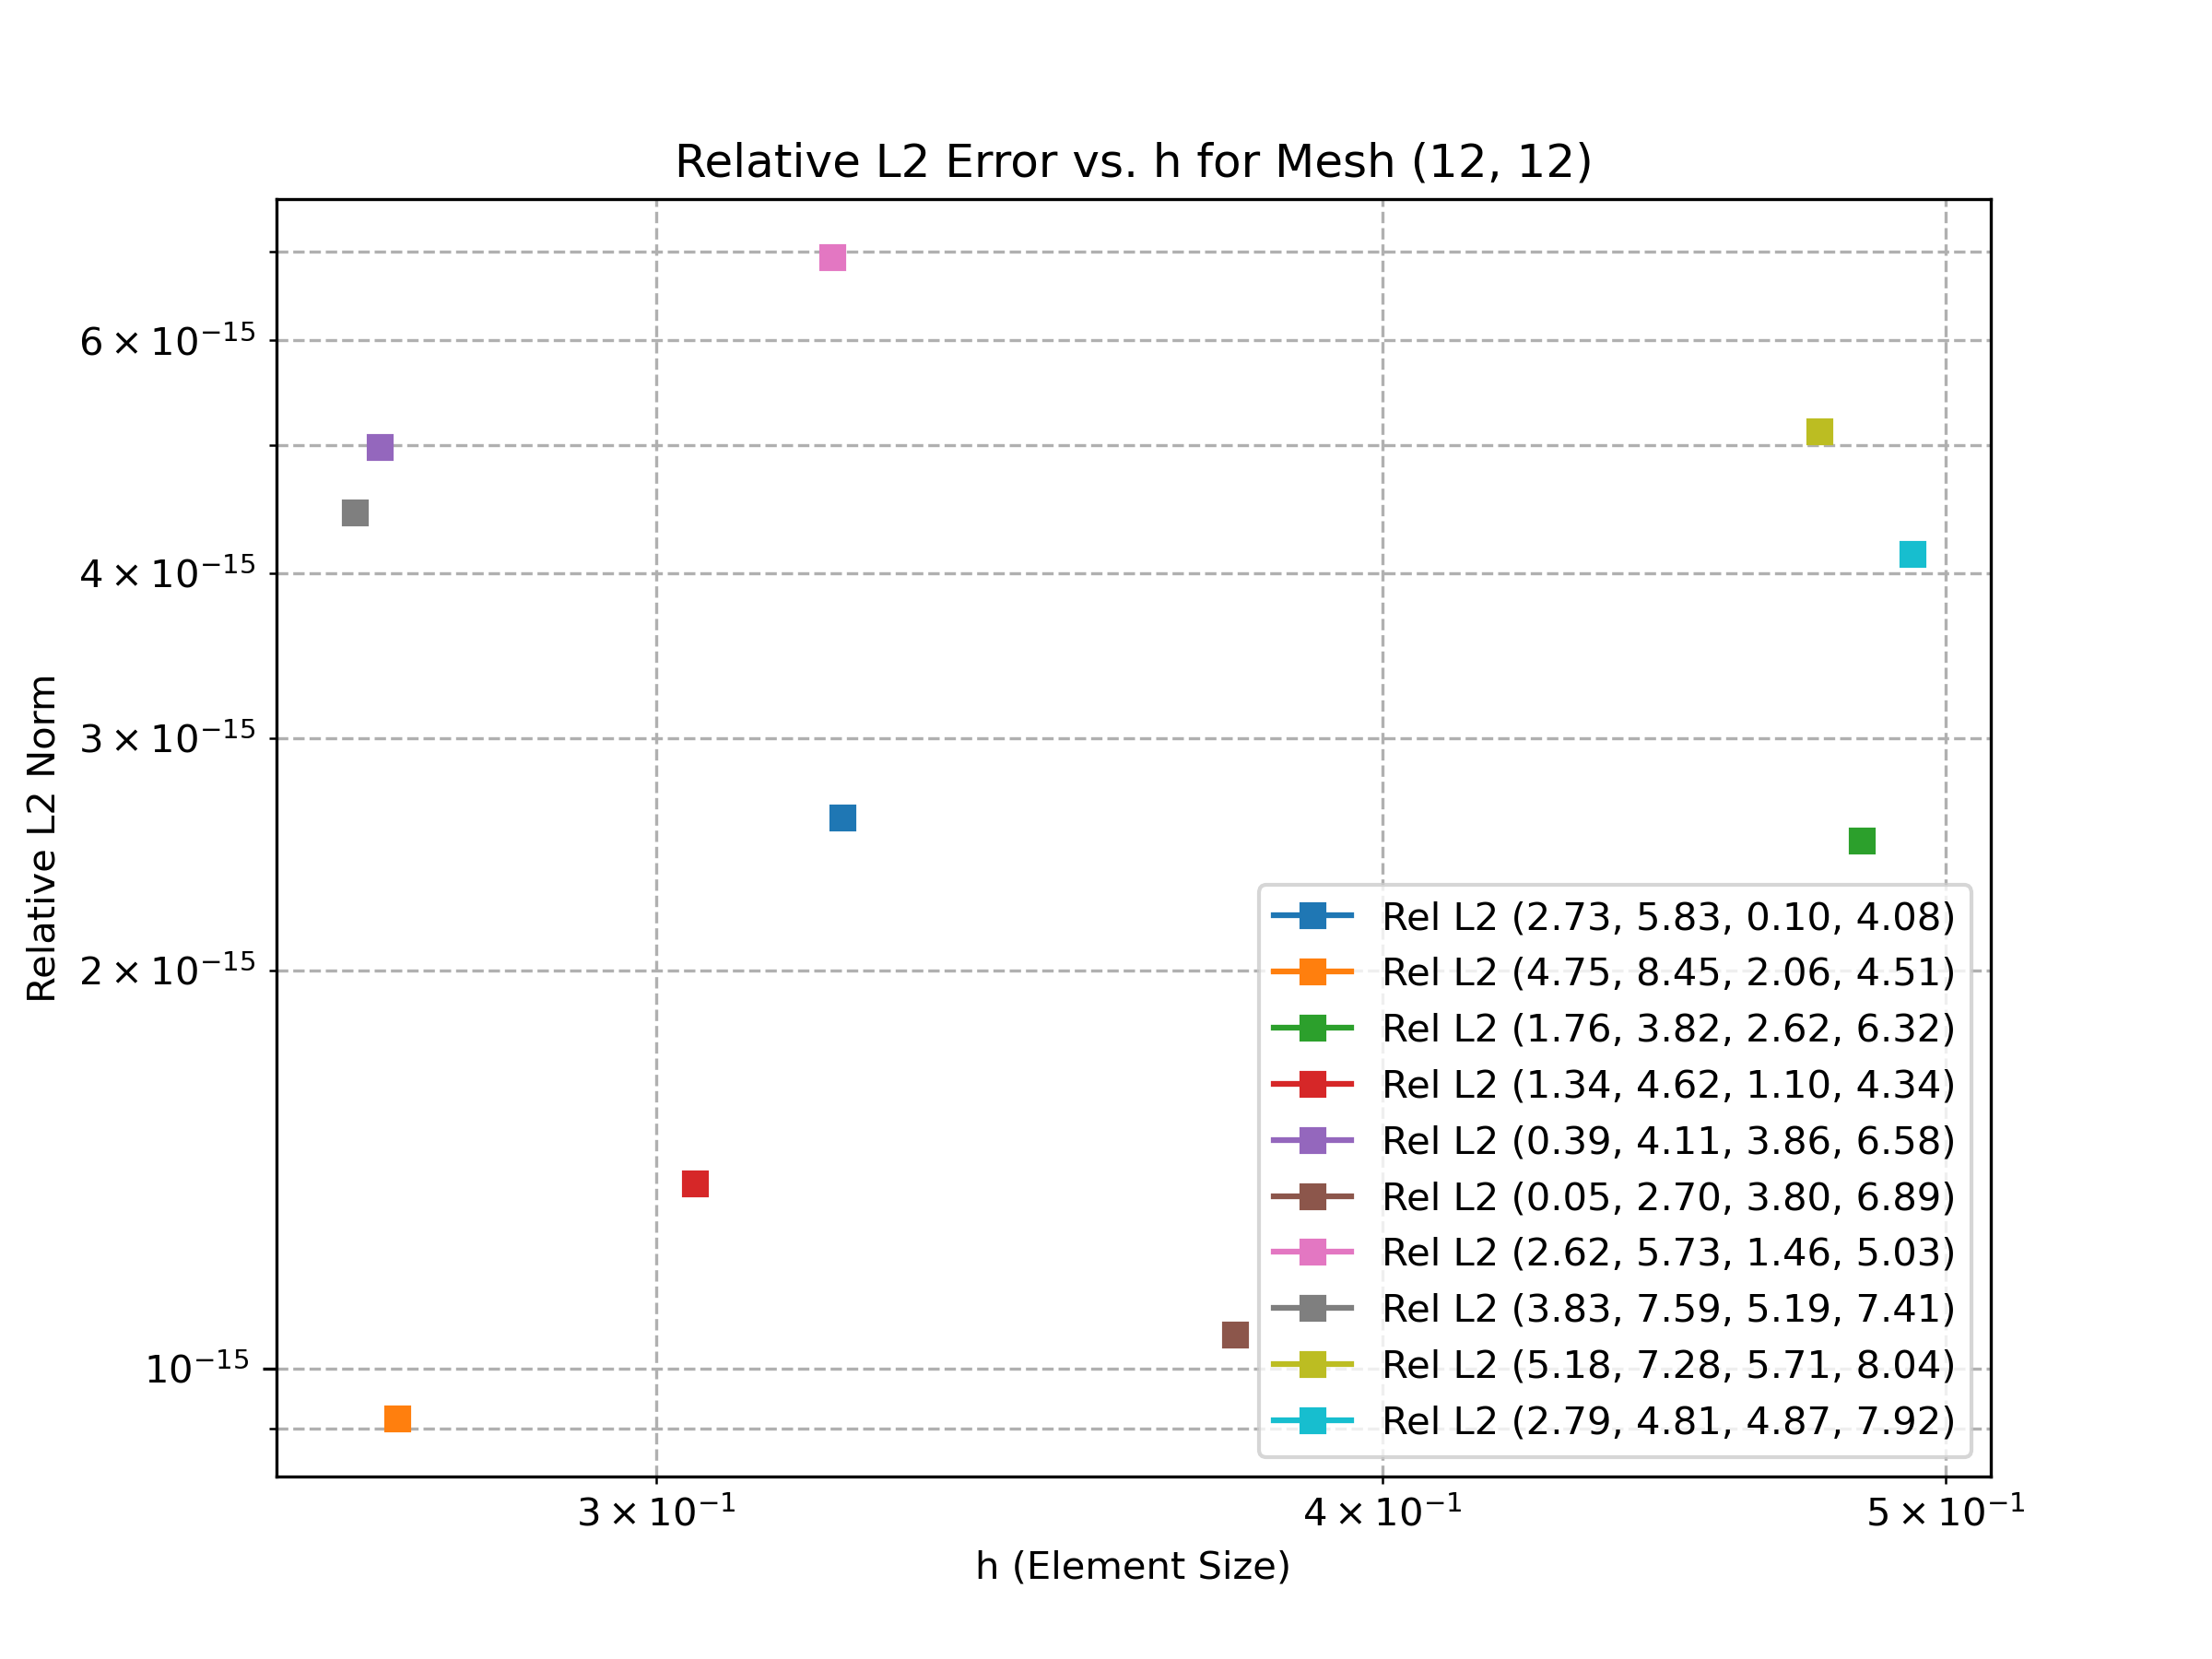 Relative L2 Error vs. h for Mesh (12, 12)
Relative L2 Norm
6 × 10⁻¹⁵
4 × 10⁻¹⁵
3 × 10⁻¹⁵
2 × 10⁻¹⁵
10⁻¹⁵
Rel L2 (2.73, 5.83, 0.10, 4.08)
Rel L2 (4.75, 8.45, 2.06, 4.51)
Rel L2 (1.76, 3.82, 2.62, 6.32)
Rel L2 (1.34, 4.62, 1.10, 4.34)
Rel L2 (0.39, 4.11, 3.86, 6.58)
Rel L2 (0.05, 2.70, 3.80, 6.89)
Rel L2 (2.62, 5.73, 1.46, 5.03)
Rel L2 (3.83, 7.59, 5.19, 7.41)
Rel L2 (5.18, 7.28, 5.71, 8.04)
Rel L2 (2.79, 4.81, 4.87, 7.92)
3 × 10⁻¹ 4 × 10⁻¹ 5 × 10⁻¹
h (Element Size)